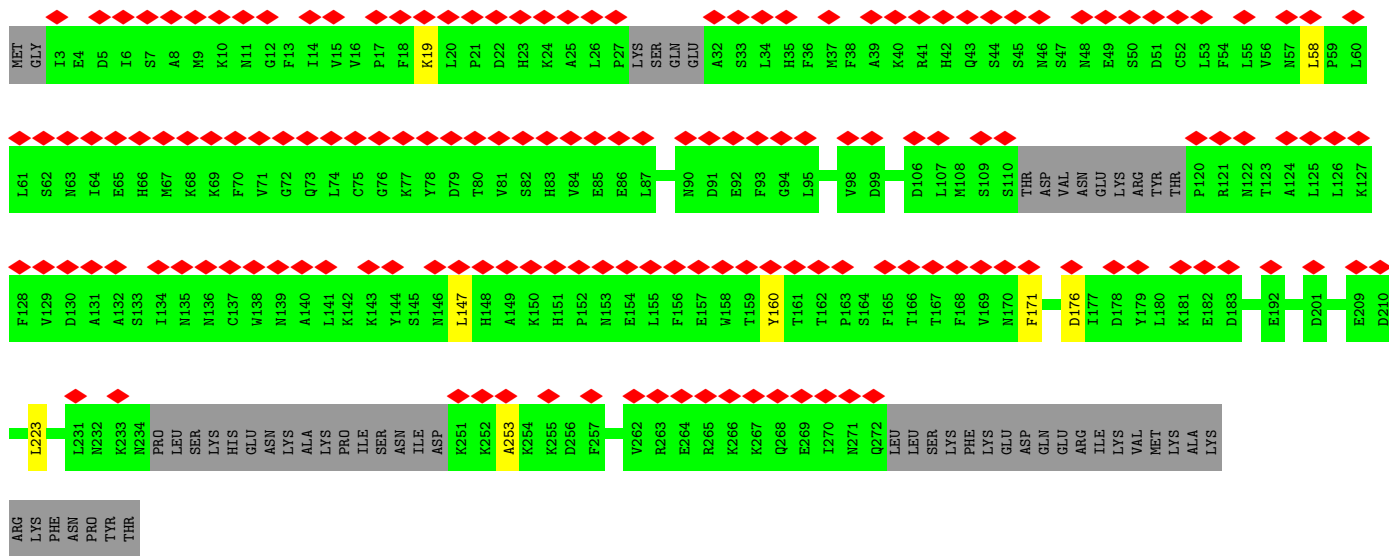 MET GLY I3 E4 D5 I6 S7 A8 M9 K10 N11 G12 F13 I14 V15 V16 P17 F18 K19 L20 P21 D22 H23 K24 A25 L26 P27 LYS SER GLN GLU A32 S33 L34 H35 F36 M37 F38 A39 K40 R41 H42 Q43 S44 S45 N46 S47 N48 E49 S50 D51 C52 L53 F54 L55 V56 N57 L58 P59 L60
L61 S62 N63 I64 E65 H66 M67 K68 K69 F70 V71 G72 Q73 L74 C75 G76 K77 Y78 D79 T80 V81 S82 H83 V84 E85 E86 L87 N90 D91 E92 F93 G94 L95 V98 D99 D106 L107 M108 S109 S110 THR ASP VAL ASN GLU LYS ARG TYR THR P120 R121 N122 T123 A124 L125 L126 K127
F128 V129 D130 A131 A132 S133 I134 N135 N136 C137 W138 N139 A140 L141 K142 K143 Y144 S145 N146 L147 H148 A149 K150 H151 P152 N153 E154 L155 F156 E157 W158 T159 Y160 T161 T162 P163 S164 F165 T166 T167 F168 V169 N170 F171 D176 I177 D178 Y179 L180 K181 E182 D183 E192 D201 E209 D210
L223 L231 N232 K233 N234 PRO LEU SER LYS HIS GLU ASN LYS ALA LYS PRO ILE SER ASN ILE ASP K251 K252 A253 K254 K255 D256 F257 V262 R263 E264 R265 K266 K267 Q268 E269 I270 N271 Q272 LEU LEU SER LYS PHE LYS GLU ASP GLN GLU ARG ILE LYS VAL MET LYS ALA LYS
ARG LYS PHE ASN PRO TYR THR